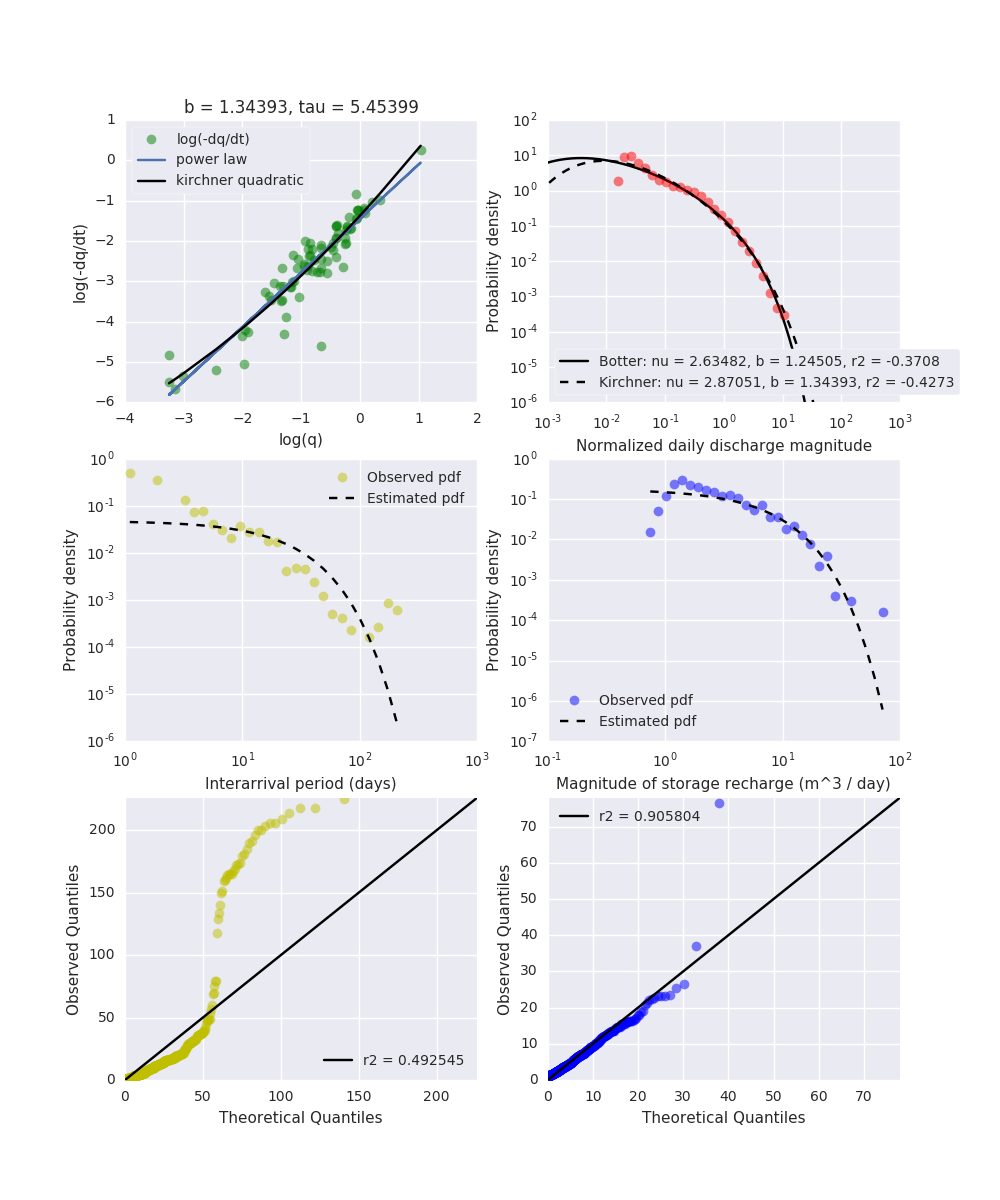 b = 1.34393, tau = 5.45399
log(-dq/dt)
power law
kirchner quadratic
1
0
−1
−2
−3
−4
−5
−6
log(-dq/dt)
−4 −3 −2 −1 0 1 2
log(q)
10^2
10^1
10^0
10^-1
10^-2
10^-3
10^-4
10^-5
10^-6
Probability density
Botter: nu = 2.63482, b = 1.24505, r2 = -0.3708
Kirchner: nu = 2.87051, b = 1.34393, r2 = -0.4273
10^-3 10^-2 10^-1 10^0 10^1 10^2 10^3
Normalized daily discharge magnitude
10^0
10^-1
10^-2
10^-3
10^-4
10^-5
10^-6
Probability density
Observed pdf
Estimated pdf
10^0 10^1 10^2 10^3
Interarrival period (days)
10^0
10^-1
10^-2
10^-3
10^-4
10^-5
10^-6
10^-7
Probability density
Observed pdf
Estimated pdf
10^-1 10^0 10^1 10^2
Magnitude of storage recharge (m^3 / day)
200
150
100
50
0
Observed Quantiles
r2 = 0.492545
0 50 100 150 200
Theoretical Quantiles
r2 = 0.905804
70
60
50
40
30
20
10
0
Observed Quantiles
0 10 20 30 40 50 60 70
Theoretical Quantiles